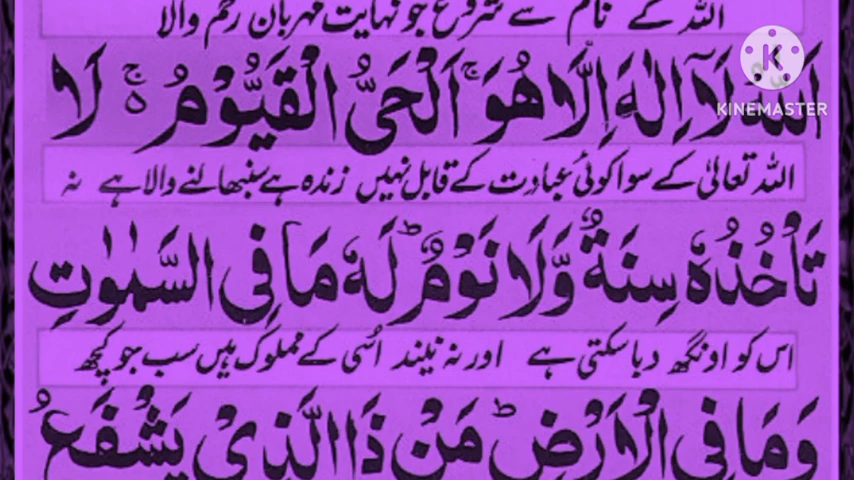 اللہ کے نام سے شروع جو نہایت مہربان رحم والا
اَللّٰهُ لَاۤ اِلٰهَ اِلَّا هُوَ ۚ اَلْحَیُّ الْقَیُّوْمُ ۚ۬ لَا
KINEMASTER
اللہ تعالیٰ کے سوا کوئی عبادت کے قابل نہیں زندہ ہے سنبھالنے والا ہے نہ
تَاْخُذُهٗ سِنَةٌ وَّلَا نَوْمٌ ؕ لَهٗ مَا فِی السَّمٰوٰتِ
اس کو اونگھ دبا سکتی ہے اور نہ نیند اُسی کے مملوک ہیں سب جو کچھ
وَمَا فِی الْاَرْضِ ؕ مَنْ ذَا الَّذِیْ یَشْفَعُ